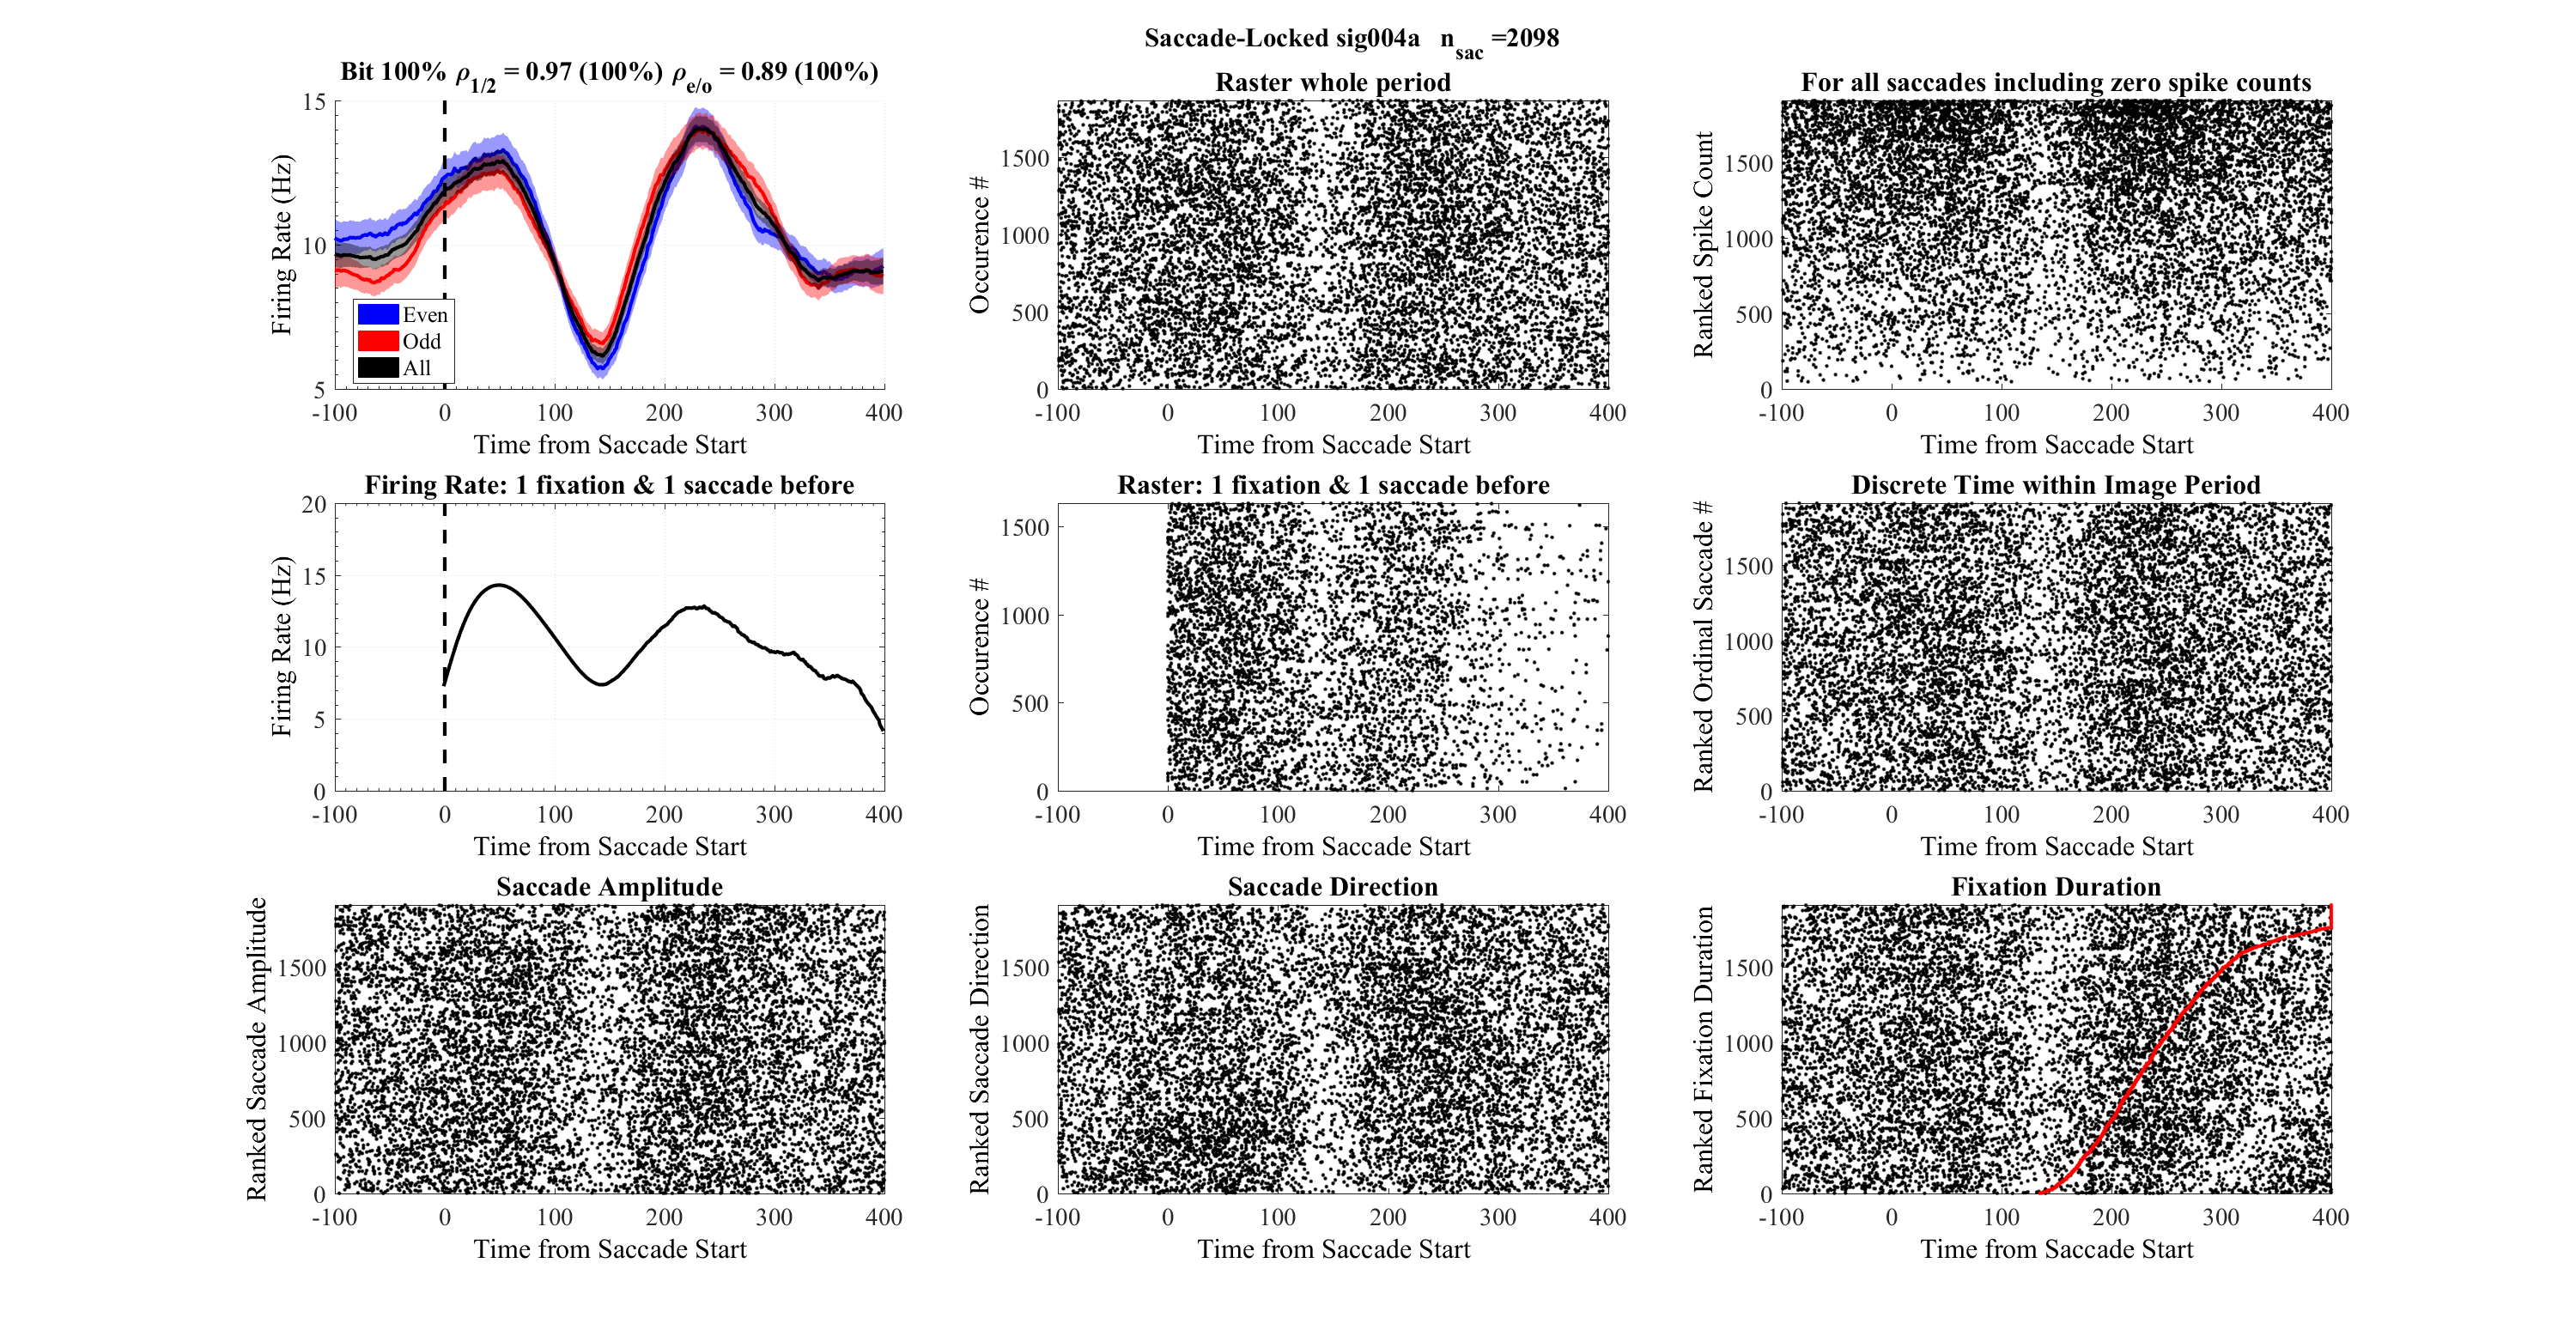 Saccade-Locked sig004a n_sac =2098
Bit 100% ρ_1/2 = 0.97 (100%) ρ_e/o = 0.89 (100%)
Firing Rate (Hz)
15
10
5
Even
Odd
All
-100 0 100 200 300 400
Time from Saccade Start
Raster whole period
Occurence #
1500
1000
500
0
-100 0 100 200 300 400
Time from Saccade Start
For all saccades including zero spike counts
Ranked Spike Count
1500
1000
500
0
-100 0 100 200 300 400
Time from Saccade Start
Firing Rate: 1 fixation & 1 saccade before
Firing Rate (Hz)
20
15
10
5
0
-100 0 100 200 300 400
Time from Saccade Start
Raster: 1 fixation & 1 saccade before
Occurence #
1500
1000
500
0
-100 0 100 200 300 400
Time from Saccade Start
Discrete Time within Image Period
Ranked Ordinal Saccade #
1500
1000
500
0
-100 0 100 200 300 400
Time from Saccade Start
Saccade Amplitude
Ranked Saccade Amplitude
1500
1000
500
0
-100 0 100 200 300 400
Time from Saccade Start
Saccade Direction
Ranked Saccade Direction
1500
1000
500
0
-100 0 100 200 300 400
Time from Saccade Start
Fixation Duration
Ranked Fixation Duration
1500
1000
500
0
-100 0 100 200 300 400
Time from Saccade Start